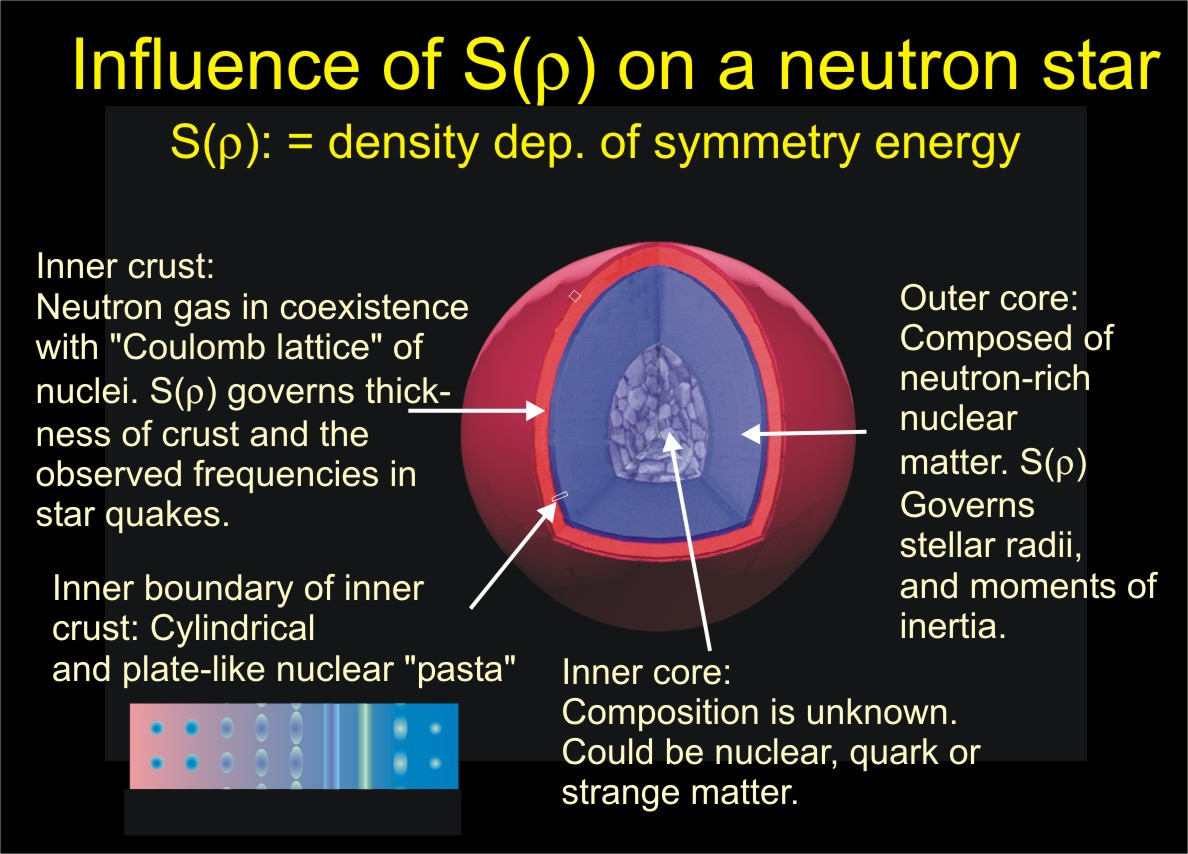 Influence of S(ρ) on a neutron star
S(ρ): = density dep. of symmetry energy
Inner crust:
Neutron gas in coexistence
with "Coulomb lattice" of
nuclei. S(ρ) governs thick-
ness of crust and the
observed frequencies in
star quakes.
Inner boundary of inner
crust: Cylindrical
and plate-like nuclear "pasta"
Outer core:
Composed of
neutron-rich
nuclear
matter. S(ρ)
Governs
stellar radii,
and moments of
inertia.
Inner core:
Composition is unknown.
Could be nuclear, quark or
strange matter.